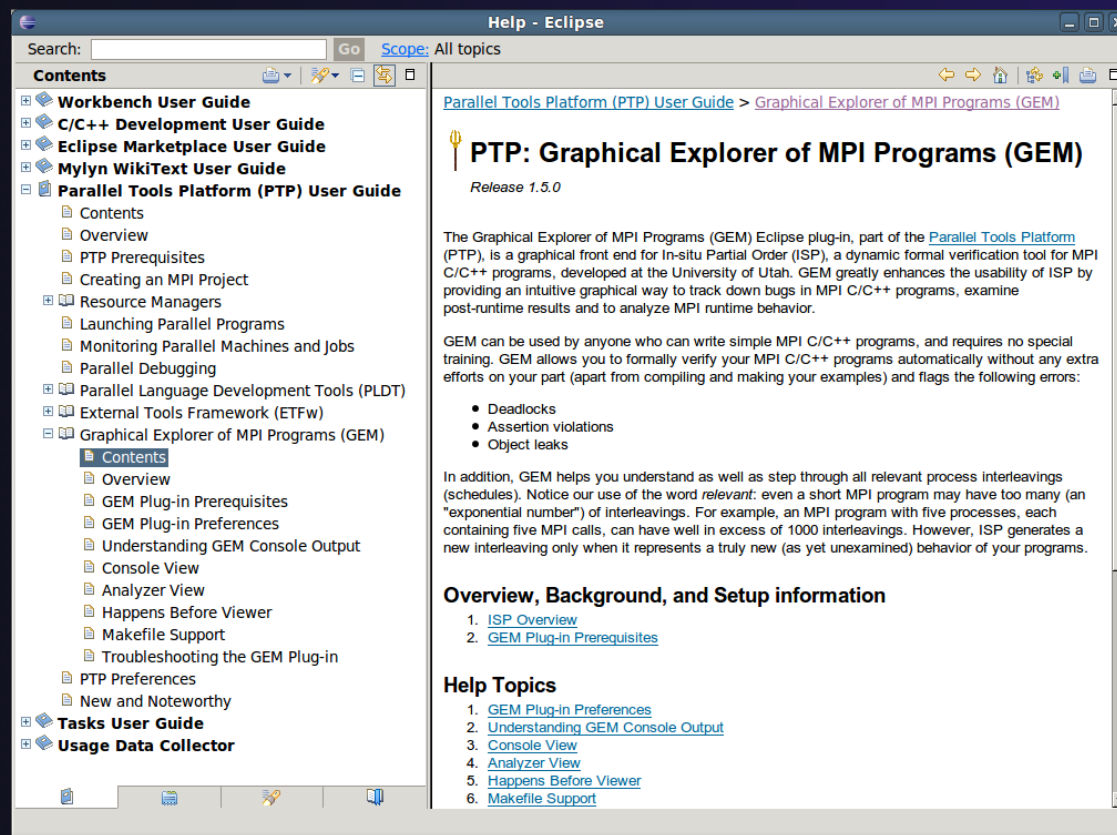 Help - Eclipse
Search:
Go
Scope: All topics
Contents
Workbench User Guide
C/C++ Development User Guide
Eclipse Marketplace User Guide
Mylyn WikiText User Guide
Parallel Tools Platform (PTP) User Guide
Contents
Overview
PTP Prerequisites
Creating an MPI Project
Resource Managers
Launching Parallel Programs
Monitoring Parallel Machines and Jobs
Parallel Debugging
Parallel Language Development Tools (PLDT)
External Tools Framework (ETFw)
Graphical Explorer of MPI Programs (GEM)
Contents
Overview
GEM Plug-in Prerequisites
GEM Plug-in Preferences
Understanding GEM Console Output
Console View
Analyzer View
Happens Before Viewer
Makefile Support
Troubleshooting the GEM Plug-in
PTP Preferences
New and Noteworthy
Tasks User Guide
Usage Data Collector
Parallel Tools Platform (PTP) User Guide > Graphical Explorer of MPI Programs (GEM)
PTP: Graphical Explorer of MPI Programs (GEM)
Release 1.5.0
The Graphical Explorer of MPI Programs (GEM) Eclipse plug-in, part of the Parallel Tools Platform
(PTP), is a graphical front end for In-situ Partial Order (ISP), a dynamic formal verification tool for MPI
C/C++ programs, developed at the University of Utah. GEM greatly enhances the usability of ISP by
providing an intuitive graphical way to track down bugs in MPI C/C++ programs, examine
post-runtime results and to analyze MPI runtime behavior.
GEM can be used by anyone who can write simple MPI C/C++ programs, and requires no special
training. GEM allows you to formally verify your MPI C/C++ programs automatically without any extra
efforts on your part (apart from compiling and making your examples) and flags the following errors:
Deadlocks
Assertion violations
Object leaks
In addition, GEM helps you understand as well as step through all relevant process interleavings
(schedules). Notice our use of the word relevant: even a short MPI program may have too many (an
"exponential number") of interleavings. For example, an MPI program with five processes, each
containing five MPI calls, can have well in excess of 1000 interleavings. However, ISP generates a
new interleaving only when it represents a truly new (as yet unexamined) behavior of your programs.
Overview, Background, and Setup information
1. ISP Overview
2. GEM Plug-in Prerequisites
Help Topics
1. GEM Plug-in Preferences
2. Understanding GEM Console Output
3. Console View
4. Analyzer View
5. Happens Before Viewer
6. Makefile Support